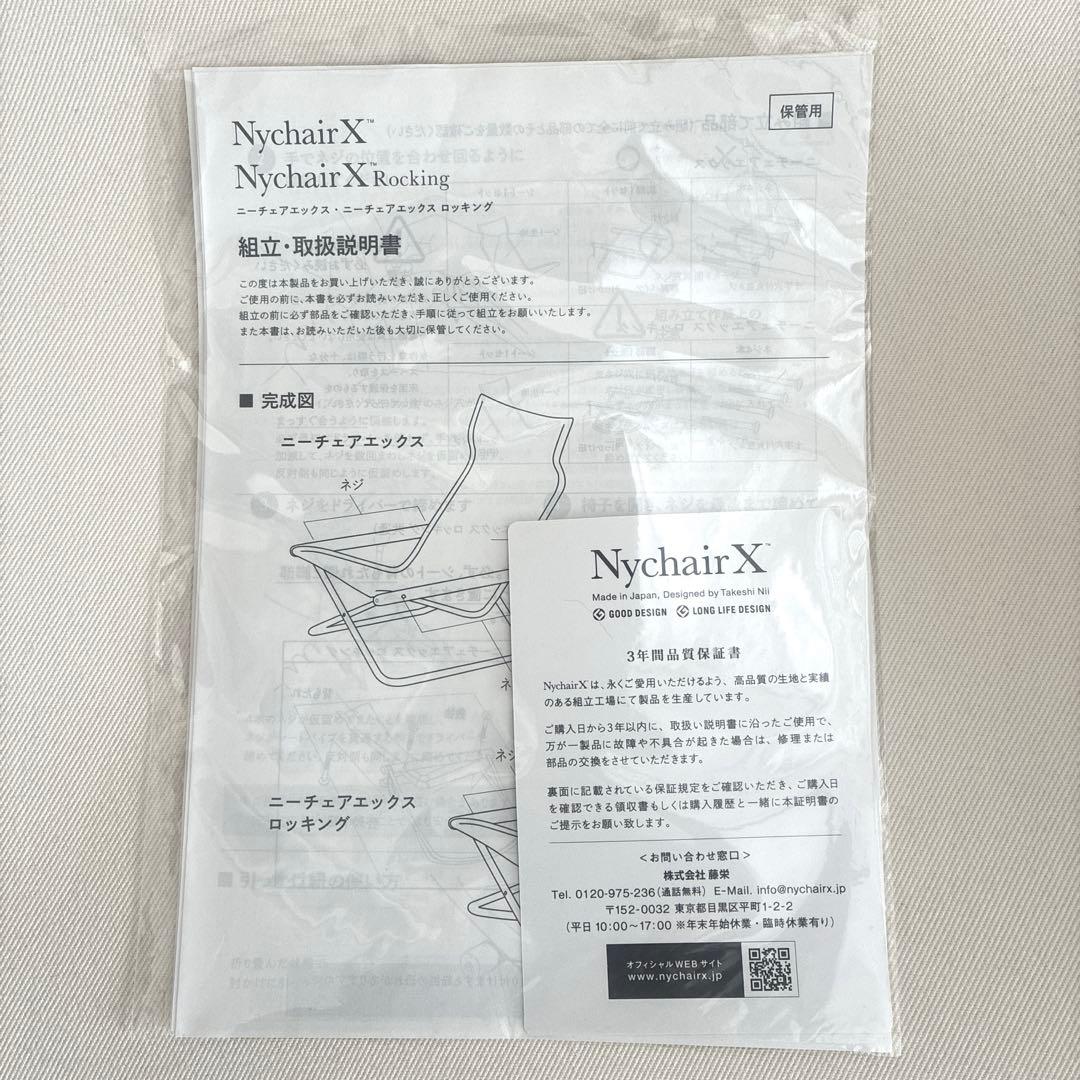 保管用
NychairX™
NychairX™Rocking
ニーチェアエックス・ニーチェアエックス ロッキング
組立・取扱説明書
この度は本製品をお買い上げいただき、誠にありがとうございます。
ご使用の前に、本書を必ずお読みいただき、正しくご使用ください。
組立の前に必ず部品をご確認いただき、手順に従って組立をお願いいたします。
また本書は、お読みいただいた後も大切に保管してください。
■ 完成図
ニーチェアエックス
ネジ
ネ
ネジ
ニーチェアエックス
ロッキング
NychairX™
Made in Japan, Designed by Takeshi Nii
GOOD DESIGN LONG LIFE DESIGN
3年間品質保証書
NychairXは、永くご愛用いただけるよう、高品質の生地と実績
のある組立工場にて製品を生産しています。
ご購入日から3年以内に、取扱い説明書に沿ったご使用で、
万が一製品に故障や不具合が起きた場合は、修理または
部品の交換をさせていただきます。
裏面に記載されている保証規定をご確認いただき、ご購入日
を確認できる領収書もしくは購入履歴と一緒に本証明書の
ご提示をお願い致します。
<お問い合わせ窓口>
株式会社 藤栄
Tel. 0120-975-236(通話無料) E-Mail. info@nychairx.jp
〒152-0032 東京都目黒区平町1-2-2
(平日 10:00〜17:00 ※年末年始休業・臨時休業有り)
オフィシャルWEBサイト
www.nychairx.jp